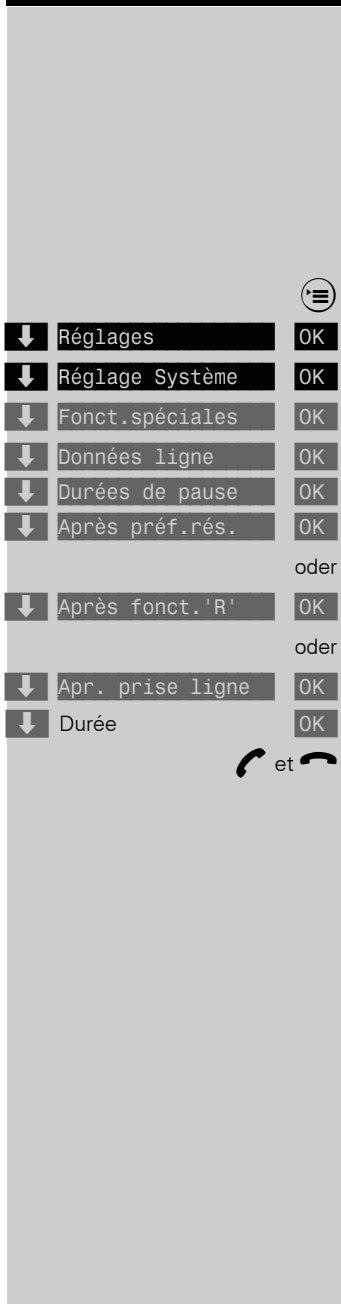 Réglages OK
Réglage Système OK
Fonct.spéciales OK
Données ligne OK
Durées de pause OK
Après préf.rés. OK
oder
Après fonct.'R' OK
oder
Apr. prise ligne OK
Durée OK
et